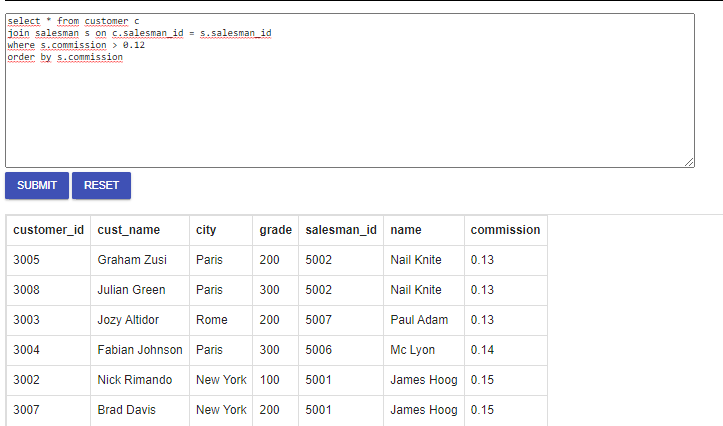 select * from customer c
join salesman s on c.salesman_id = s.salesman_id
where s.commission > 0.12
order by s.commission
SUBMIT RESET
customer_id cust_name city grade salesman_id name commission
3005 Graham Zusi Paris 200 5002 Nail Knite 0.13
3008 Julian Green Paris 300 5002 Nail Knite 0.13
3003 Jozy Altidor Rome 200 5007 Paul Adam 0.13
3004 Fabian Johnson Paris 300 5006 Mc Lyon 0.14
3002 Nick Rimando New York 100 5001 James Hoog 0.15
3007 Brad Davis New York 200 5001 James Hoog 0.15